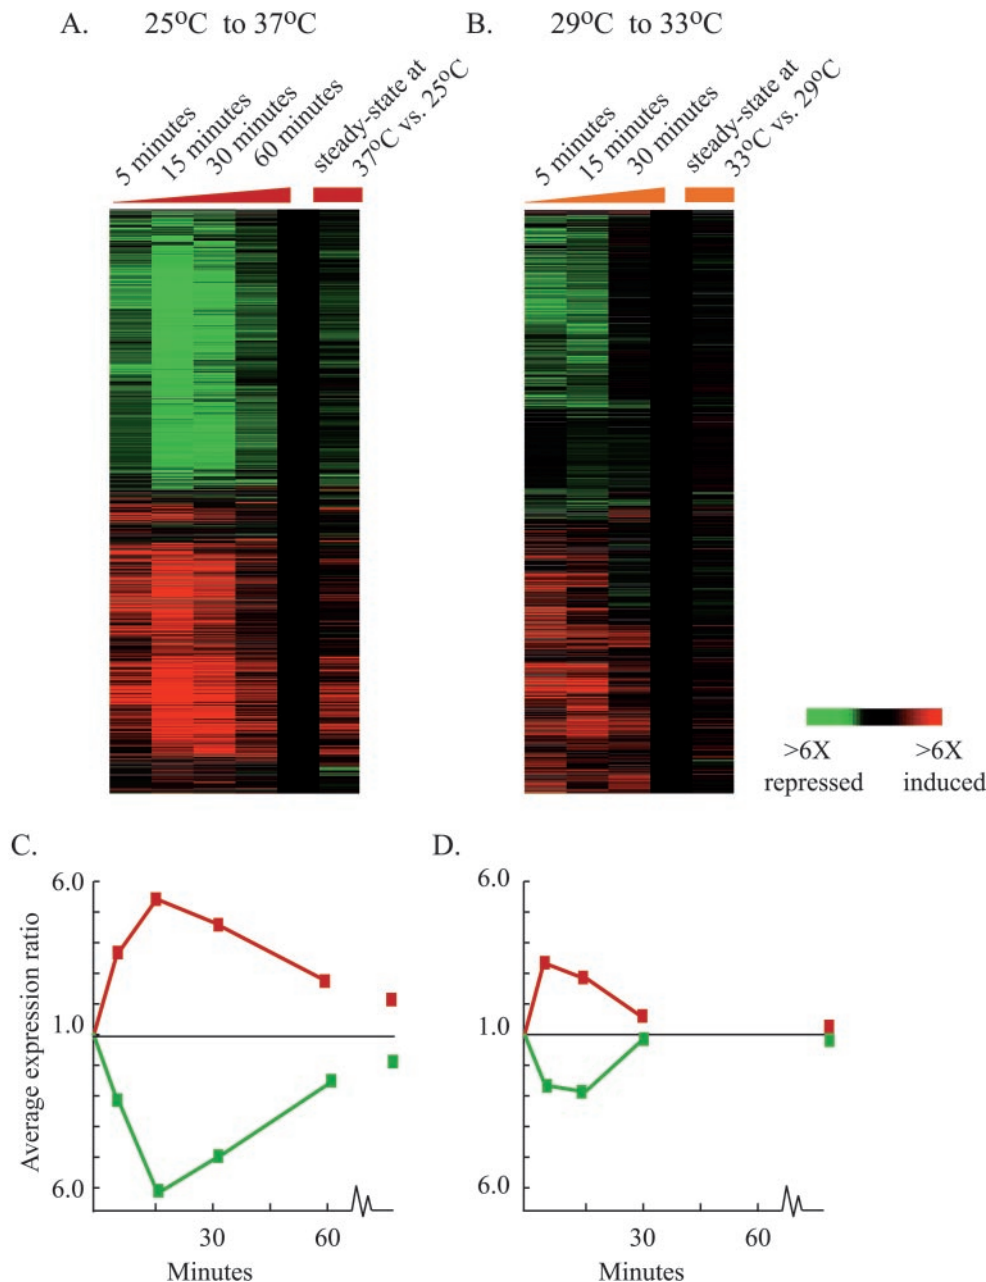 A. 25°C to 37°C
B. 29°C to 33°C
5 minutes
15 minutes
30 minutes
60 minutes
steady-state at
37°C vs. 25°C
5 minutes
15 minutes
30 minutes
steady-state at
33°C vs. 29°C
>6X
repressed
>6X
induced
C.
6.0
1.0
6.0
Average expression ratio
30
60
Minutes
D.
6.0
1.0
6.0
30
60
Minutes